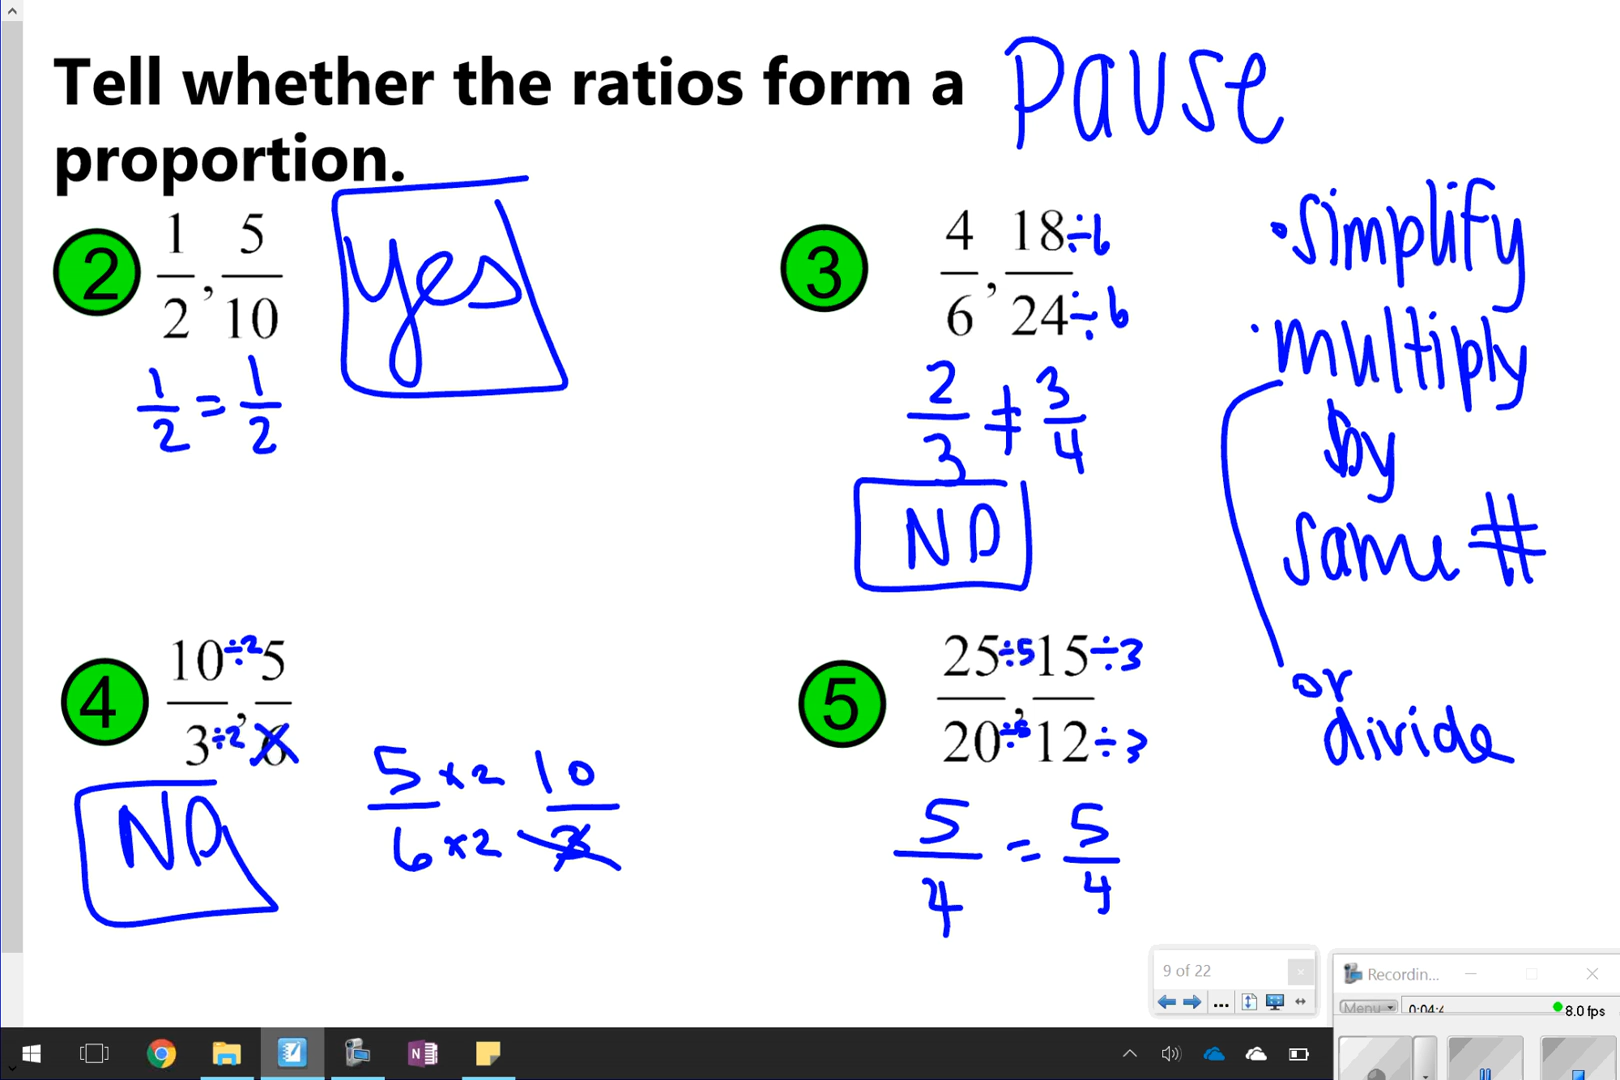 Tell whether the ratios form a
proportion.
Pause
2
1/2, 5/10
yes
1/2 = 1/2
3
4/6, 18÷6/24÷6
2/3 ≠ 3/4
NO
• simplify
• multiply
by
same #
or
divide
4
10÷2/3÷2, 5/6
NO
5×2/6×2 10/3
5
25÷5/20÷5, 15÷3/12÷3
5/4 = 5/4
9 of 22
Recordin...
Menu
8.0 fps